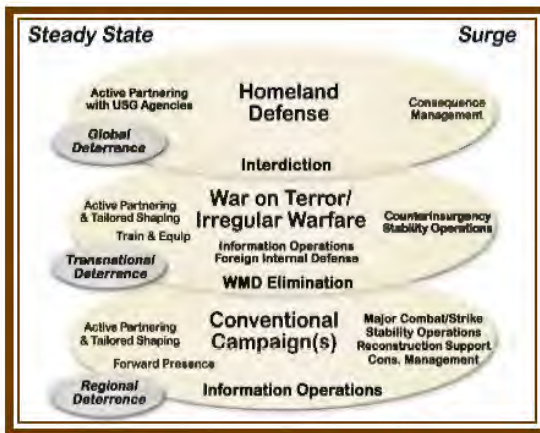 Steady State
Surge
Active Partnering
with USG Agencies
Homeland
Defense
Consequence
Management
Global
Deterrance
Interdiction
Active Partnering
& Tailored Shaping
Train & Equip
War on Terror/
Irregular Warfare
Information Operations
Foreign Internal Defense
Counterinsurgency
Stability Operations
Transnational
Deterrence
WMD Elimination
Active Partnering
& Tailored Shaping
Forward Presence
Conventional
Campaign(s)
Major Combat/Strike
Stability Operations
Reconstruction Support
Cons. Management
Regional
Deterrence
Information Operations